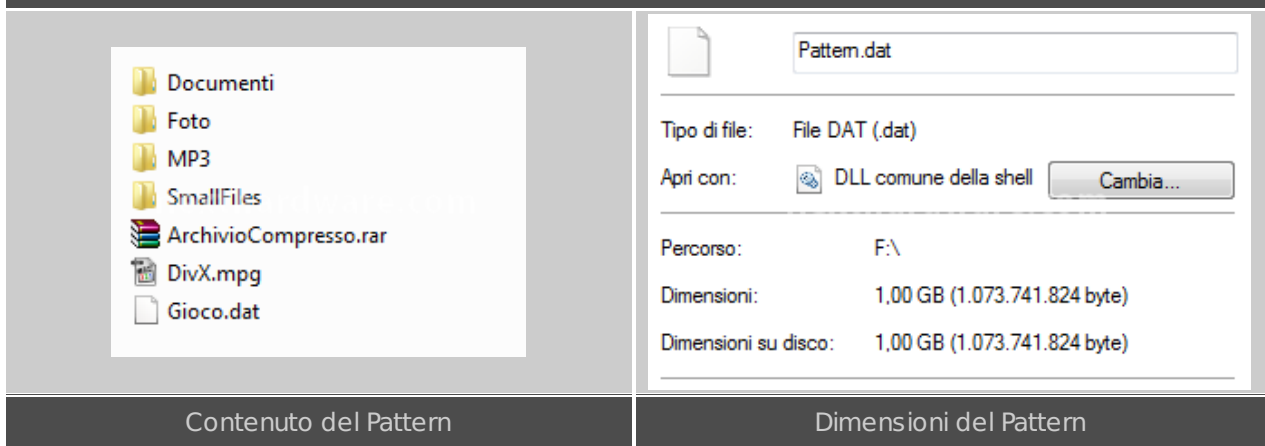 Documenti
Foto
MP3
SmallFiles
ArchivioCompresso.rar
DivX.mpg
Gioco.dat
Contenuto del Pattern
Pattern.dat
Tipo di file: File DAT (.dat)
Apri con: DLL comune della shell Cambia...
Percorso: F:\
Dimensioni: 1,00 GB (1.073.741.824 byte)
Dimensioni su disco: 1,00 GB (1.073.741.824 byte)
Dimensioni del Pattern